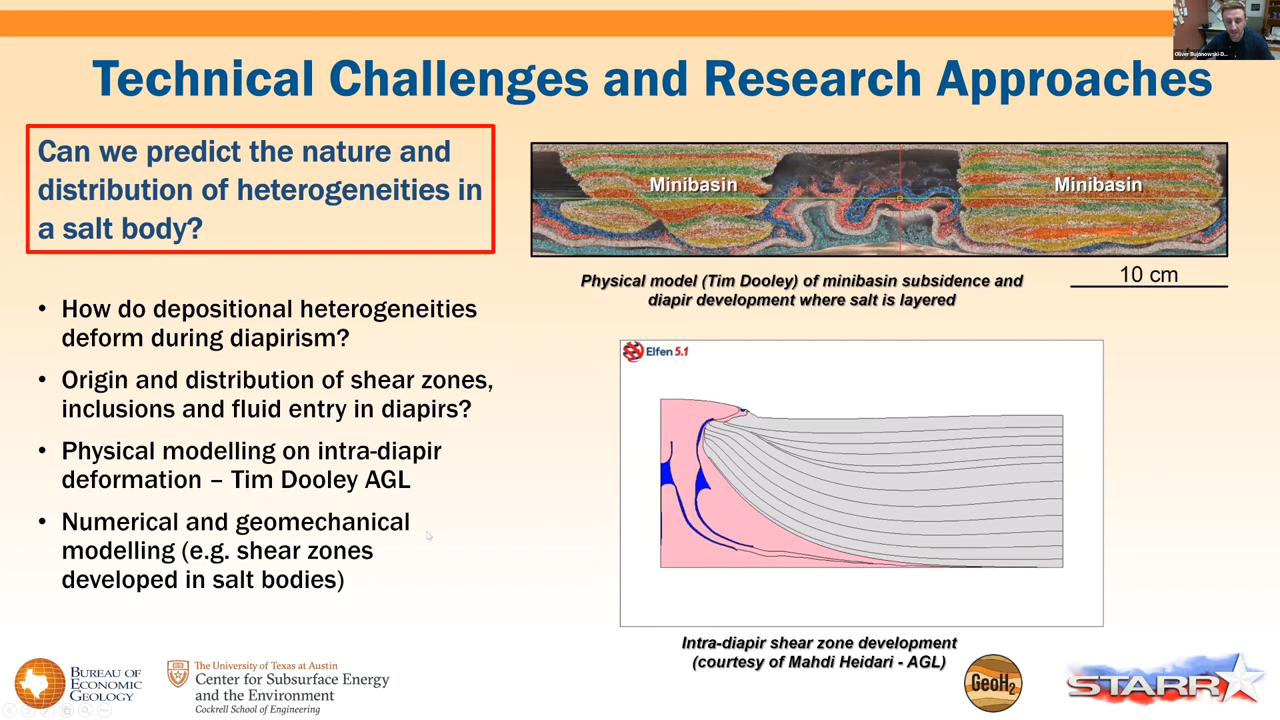 Oliver Bujanowski-D...
Technical Challenges and Research Approaches
Can we predict the nature and
distribution of heterogeneities in
a salt body?
Minibasin
Minibasin
10 cm
Physical model (Tim Dooley) of minibasin subsidence and
diapir development where salt is layered
• How do depositional heterogeneities
deform during diapirism?
• Origin and distribution of shear zones,
inclusions and fluid entry in diapirs?
• Physical modelling on intra-diapir
deformation – Tim Dooley AGL
• Numerical and geomechanical
modelling (e.g. shear zones
developed in salt bodies)
Elfen 5.1
Intra-diapir shear zone development
(courtesy of Mahdi Heidari - AGL)
BUREAU OF
ECONOMIC
GEOLOGY
The University of Texas at Austin
Center for Subsurface Energy
and the Environment
Cockrell School of Engineering
GeoH2
STARR